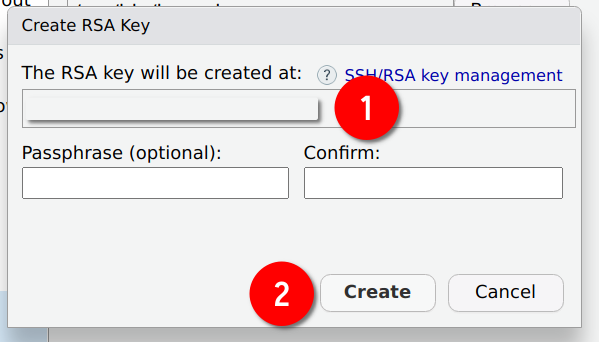 Create RSA Key
The RSA key will be created at: ? SSH/RSA key management
1
Passphrase (optional): Confirm:
2 Create Cancel